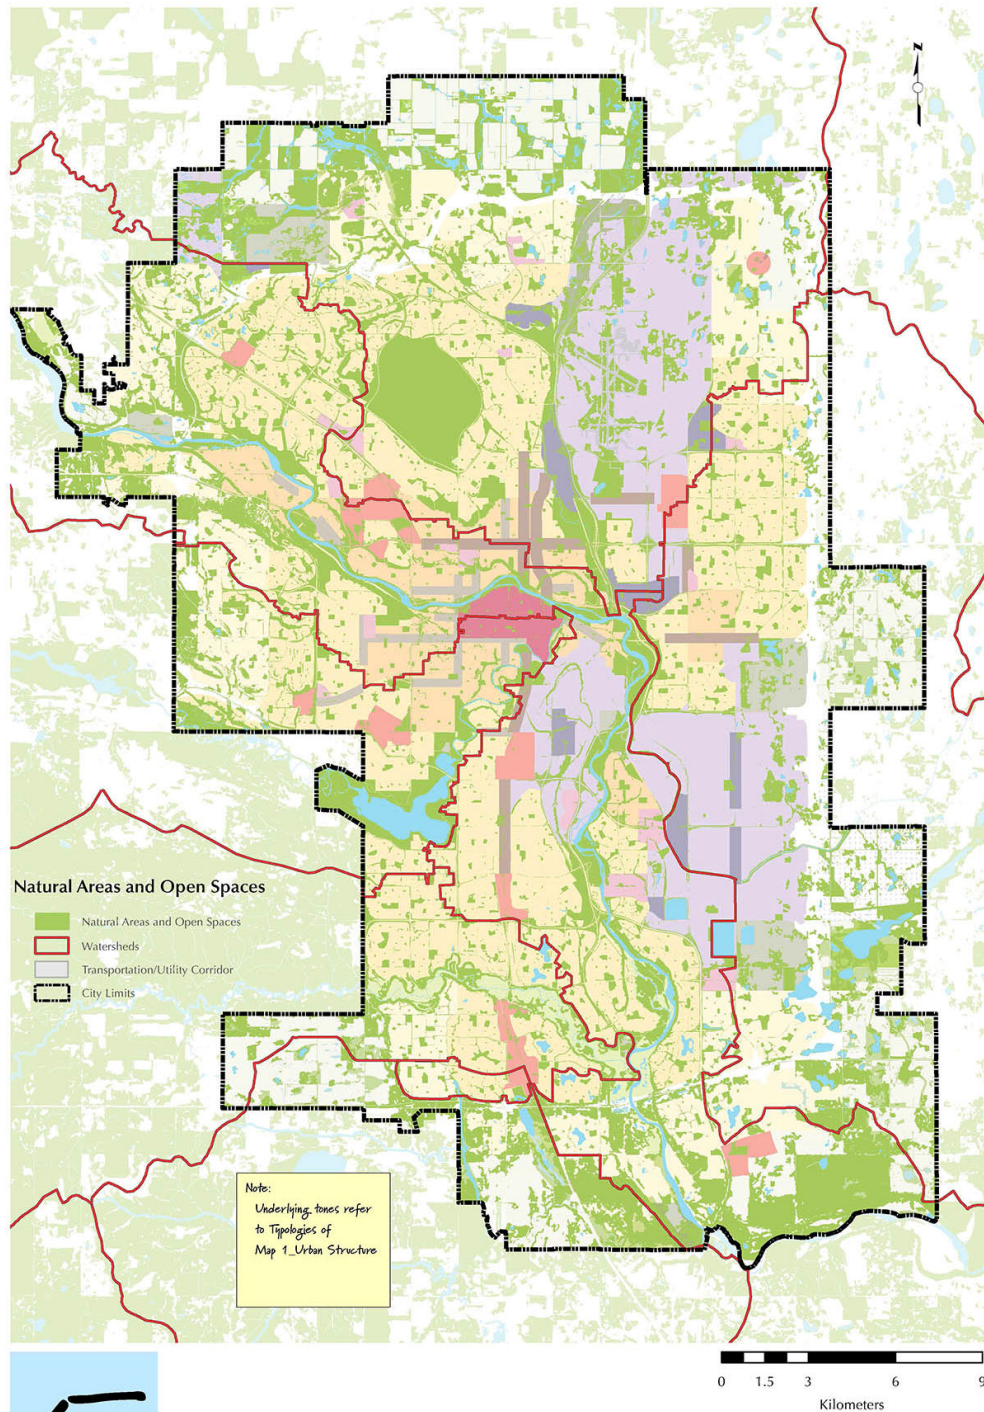 N
Natural Areas and Open Spaces
Natural Areas and Open Spaces
Watersheds
Transportation/Utility Corridor
City Limits
Note:
Underlying tones refer
to Typologies of
Map 1_Urban Structure
0 1.5 3 6 9
Kilometers